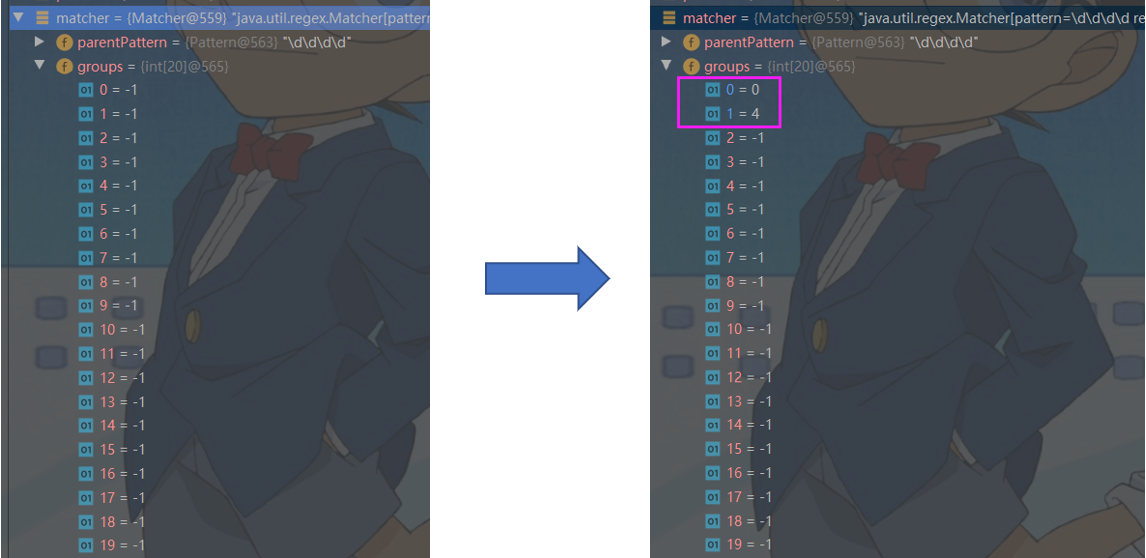 matcher = {Matcher@559} "java.util.regex.Matcher[pattern
parentPattern = {Pattern@563} "\d\d\d\d"
f groups = {int[20]@565}
01 0 = -1
01 1 = -1
01 2 = -1
01 3 = -1
01 4 = -1
01 5 = -1
01 6 = -1
01 7 = -1
01 8 = -1
01 9 = -1
01 10 = -1
01 11 = -1
01 12 = -1
01 13 = -1
01 14 = -1
01 15 = -1
01 16 = -1
01 17 = -1
01 18 = -1
01 19 = -1
matcher = {Matcher@559} "java.util.regex.Matcher[pattern=\d\d\d\d re
f parentPattern = {Pattern@563} "\d\d\d\d"
f groups = {int[20]@565}
01 0 = 0
01 1 = 4
01 2 = -1
01 3 = -1
01 4 = -1
01 5 = -1
01 6 = -1
01 7 = -1
01 8 = -1
01 9 = -1
01 10 = -1
01 11 = -1
01 12 = -1
01 13 = -1
01 14 = -1
01 15 = -1
01 16 = -1
01 17 = -1
01 18 = -1
01 19 = -1